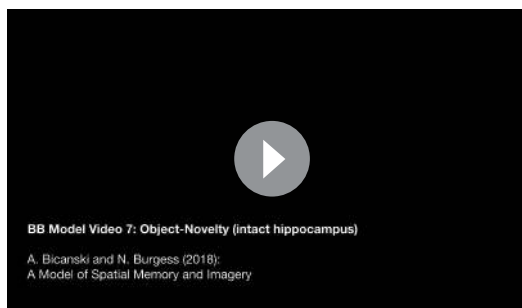 BB Model Video 7: Object-Novelty (intact hippocampus)
A. Bicanski and N. Burgess (2018):
A Model of Spatial Memory and Imagery